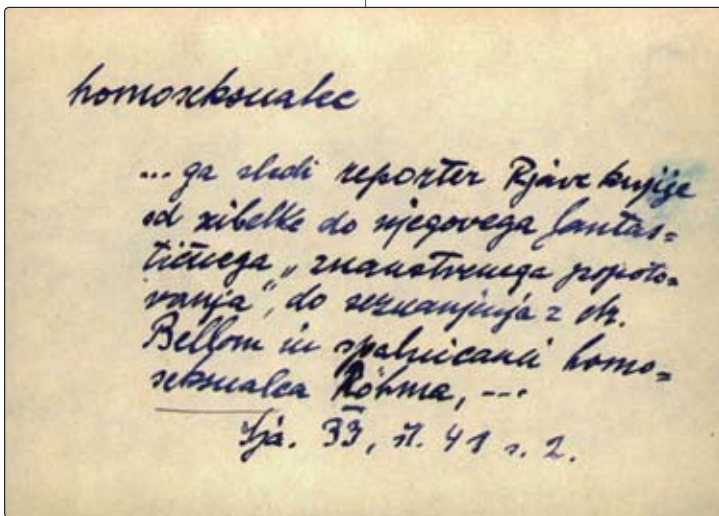 homoseksualec
... ga sledi reporter Rjave knjige
od zibelke do njegovega fantas=
tičnega „znanstvenega popoto=
vanja", do seznanjenja z dr.
Bellom in spalnicami homo=
seksualca Röhma, ...
33, št. 41 s. 2.